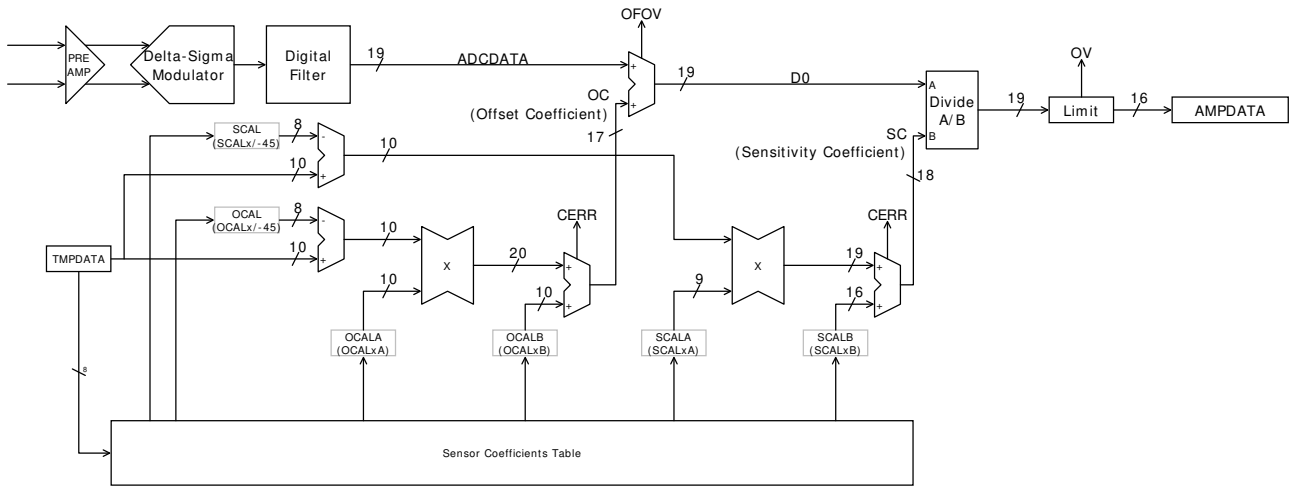 OFOV
OV
PRE
AMP
Delta-Sigma
Modulator
Digital
Filter
19
ADCDATA
+
+
OC
(Offset Coefficient)
17
19
D0
A
B
Divide
A/B
19
Limit
16
AMPDATA
SC
(Sensitivity Coefficient)
18
SCAL
(SCALx/-45)
8
-
10
+
10
OCAL
(OCALx/-45)
8
-
10
+
10
TMPDATA
X
20
10
CERR
+
+
10
X
19
9
CERR
+
+
16
OCALA
(OCALxA)
OCALB
(OCALxB)
SCALA
(SCALxA)
SCALB
(SCALxB)
8
Sensor Coefficients Table